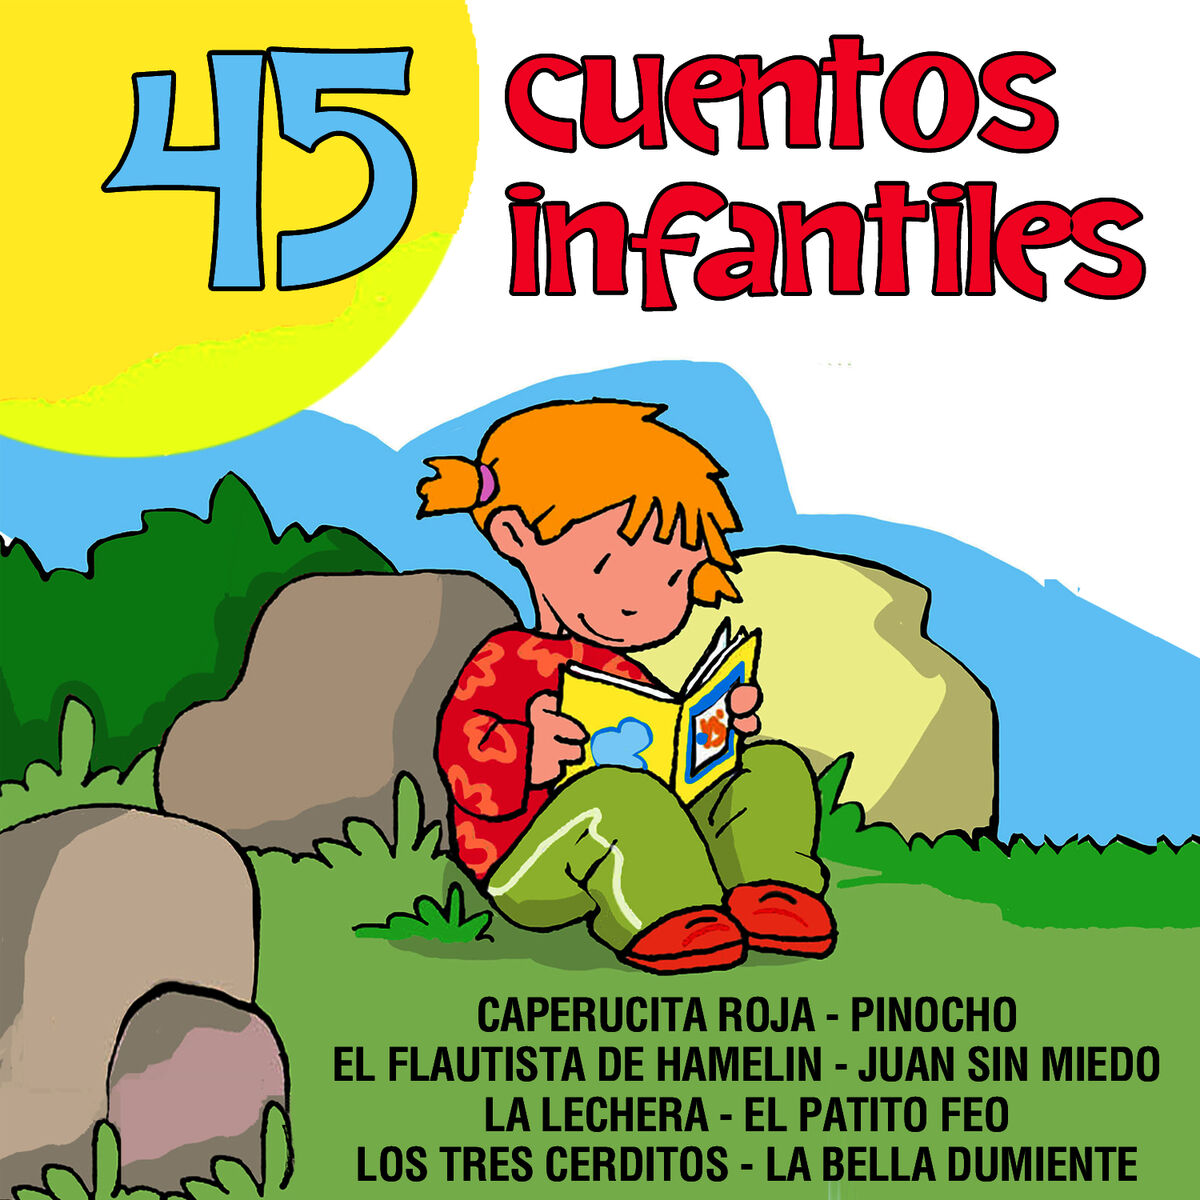 45 cuentos
infantiles
CAPERUCITA ROJA - PINOCHO
EL FLAUTISTA DE HAMELIN - JUAN SIN MIEDO
LA LECHERA - EL PATITO FEO
LOS TRES CERDITOS - LA BELLA DUMIENTE